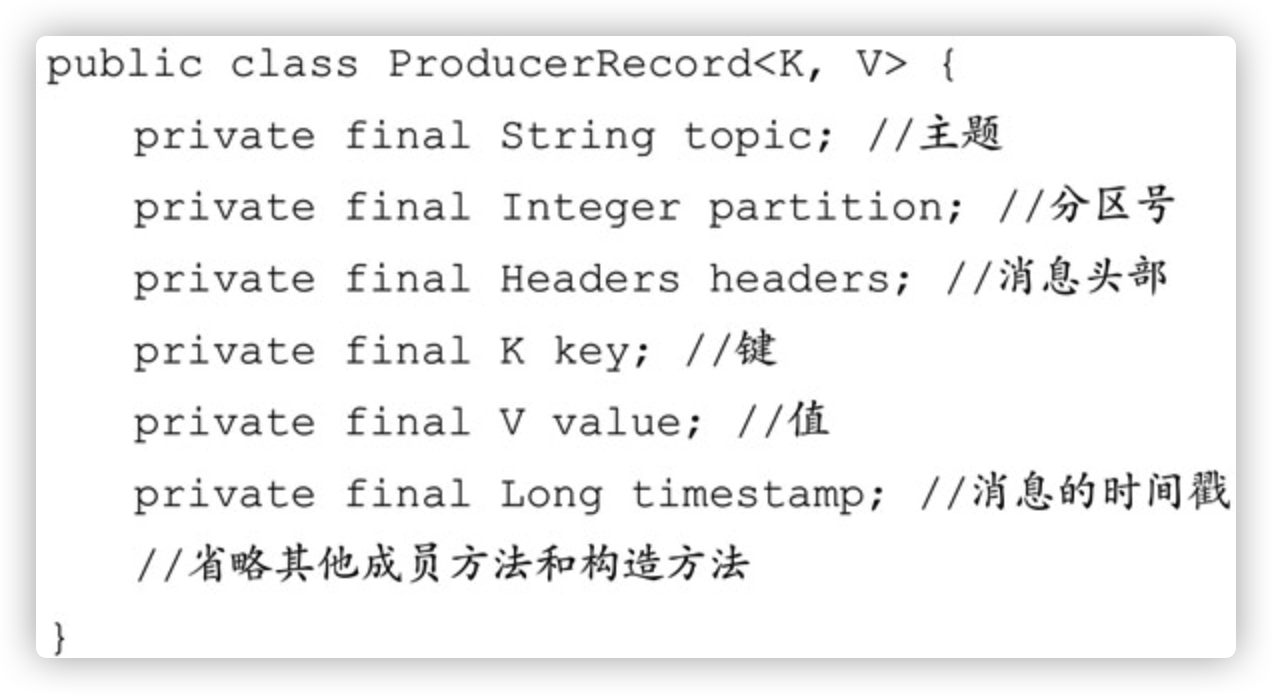 public class ProducerRecord<K, V> {
private final String topic; //主题
private final Integer partition; //分区号
private final Headers headers; //消息头部
private final K key; //键
private final V value; //值
private final Long timestamp; //消息的时间戳
//省略其他成员方法和构造方法
}